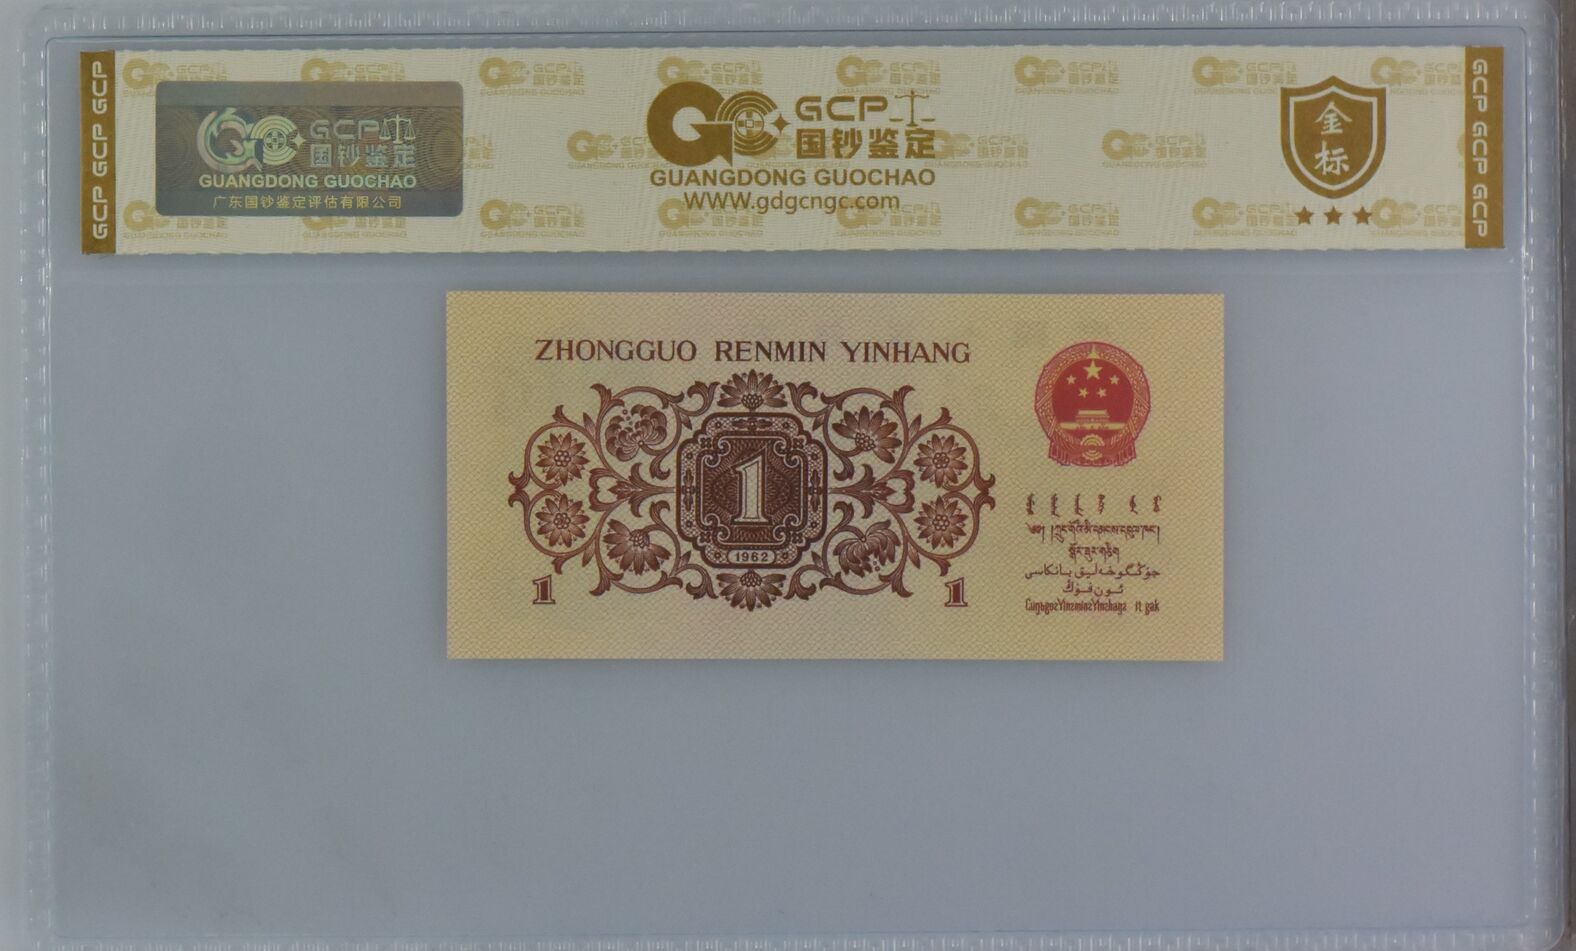 GCP GCP GCP
GCP
国钞鉴定
GUANGDONG GUOCHAO
广东国钞鉴定评估有限公司
GCP
国钞鉴定
GUANGDONG GUOCHAO
WWW.gdgcngc.com
金
标
GCP GCP GCP
ZHONGGUO RENMIN YINHANG
1
1962
1
1
جۇڭگوخەلىق بانكاسى